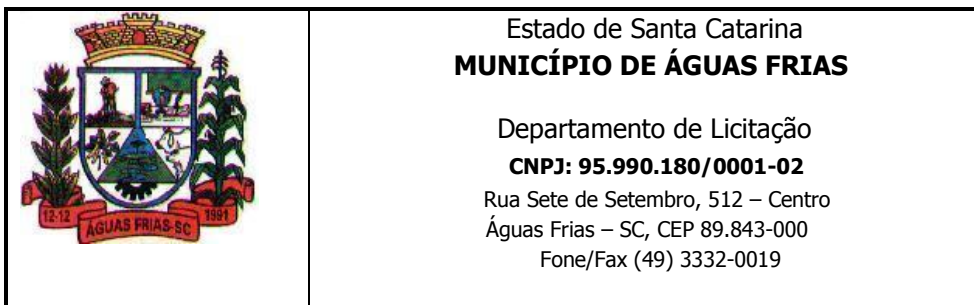 12-12
ÁGUAS FRIAS-SC
1991
Estado de Santa Catarina
MUNICÍPIO DE ÁGUAS FRIAS
Departamento de Licitação
CNPJ: 95.990.180/0001-02
Rua Sete de Setembro, 512 – Centro
Águas Frias – SC, CEP 89.843-000
Fone/Fax (49) 3332-0019